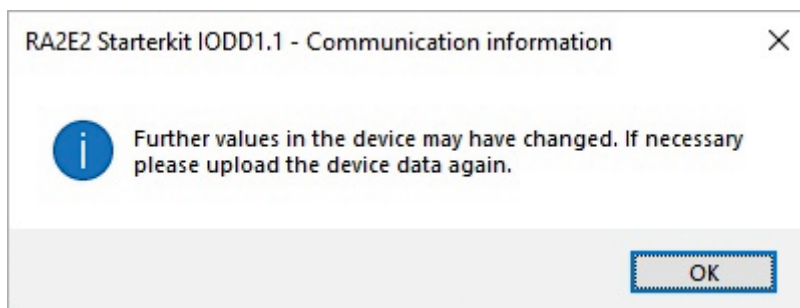 RA2E2 Starterkit IODD1.1 - Communication information
Further values in the device may have changed. If necessary
please upload the device data again.
OK